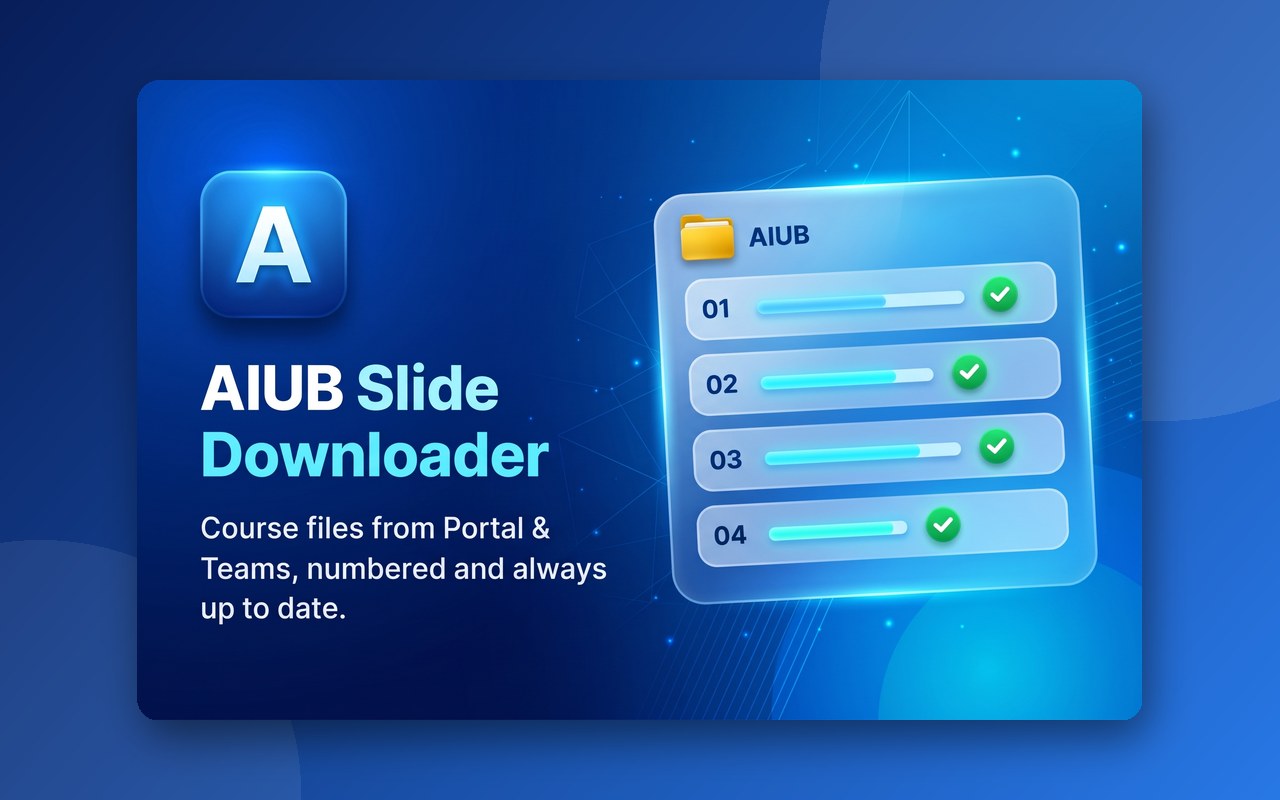 A
AIUB Slide
Downloader
Course files from Portal &
Teams, numbered and always
up to date.
AIUB
01
02
03
04